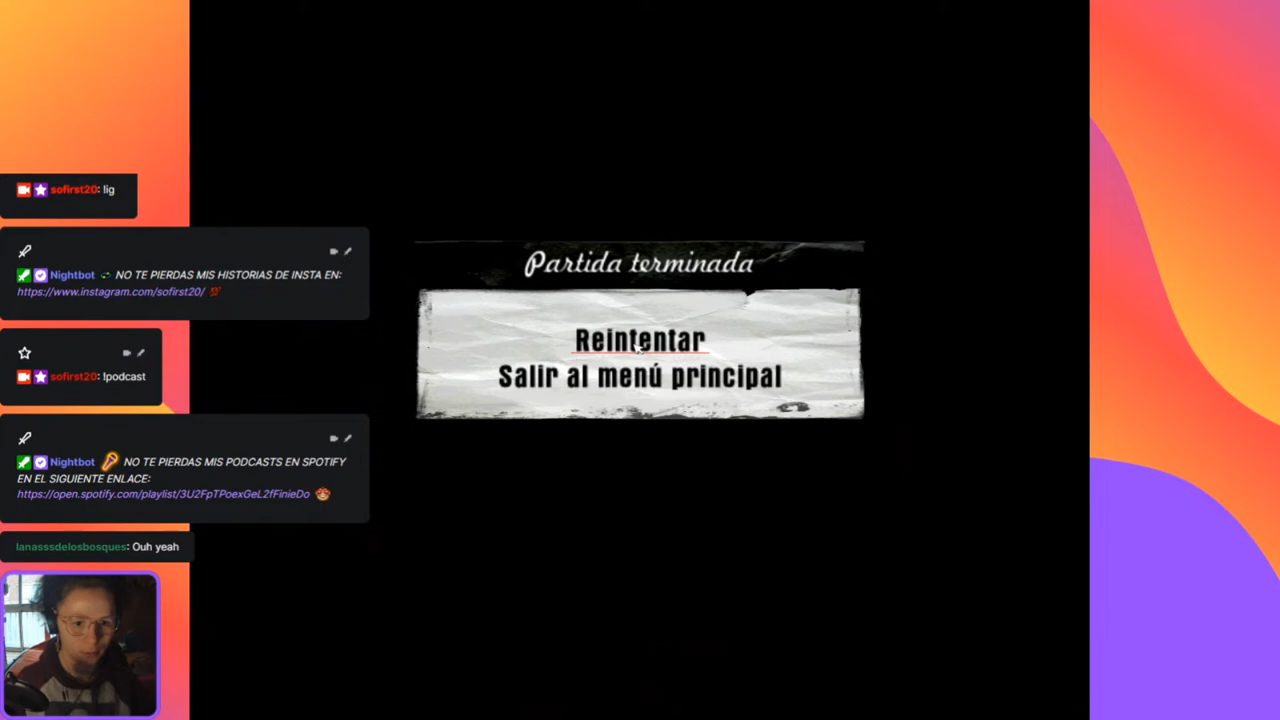 sofirst20: !ig
Nightbot NO TE PIERDAS MIS HISTORIAS DE INSTA EN:
https://www.instagram.com/sofirst20/
sofirst20: !podcast
Nightbot NO TE PIERDAS MIS PODCASTS EN SPOTIFY
EN EL SIGUIENTE ENLACE:
https://open.spotify.com/playlist/3U2FpTPoexGeL2fFinieDo
lanasssdelosbosques: Ouh yeah
Partida terminada
Reintentar
Salir al menú principal